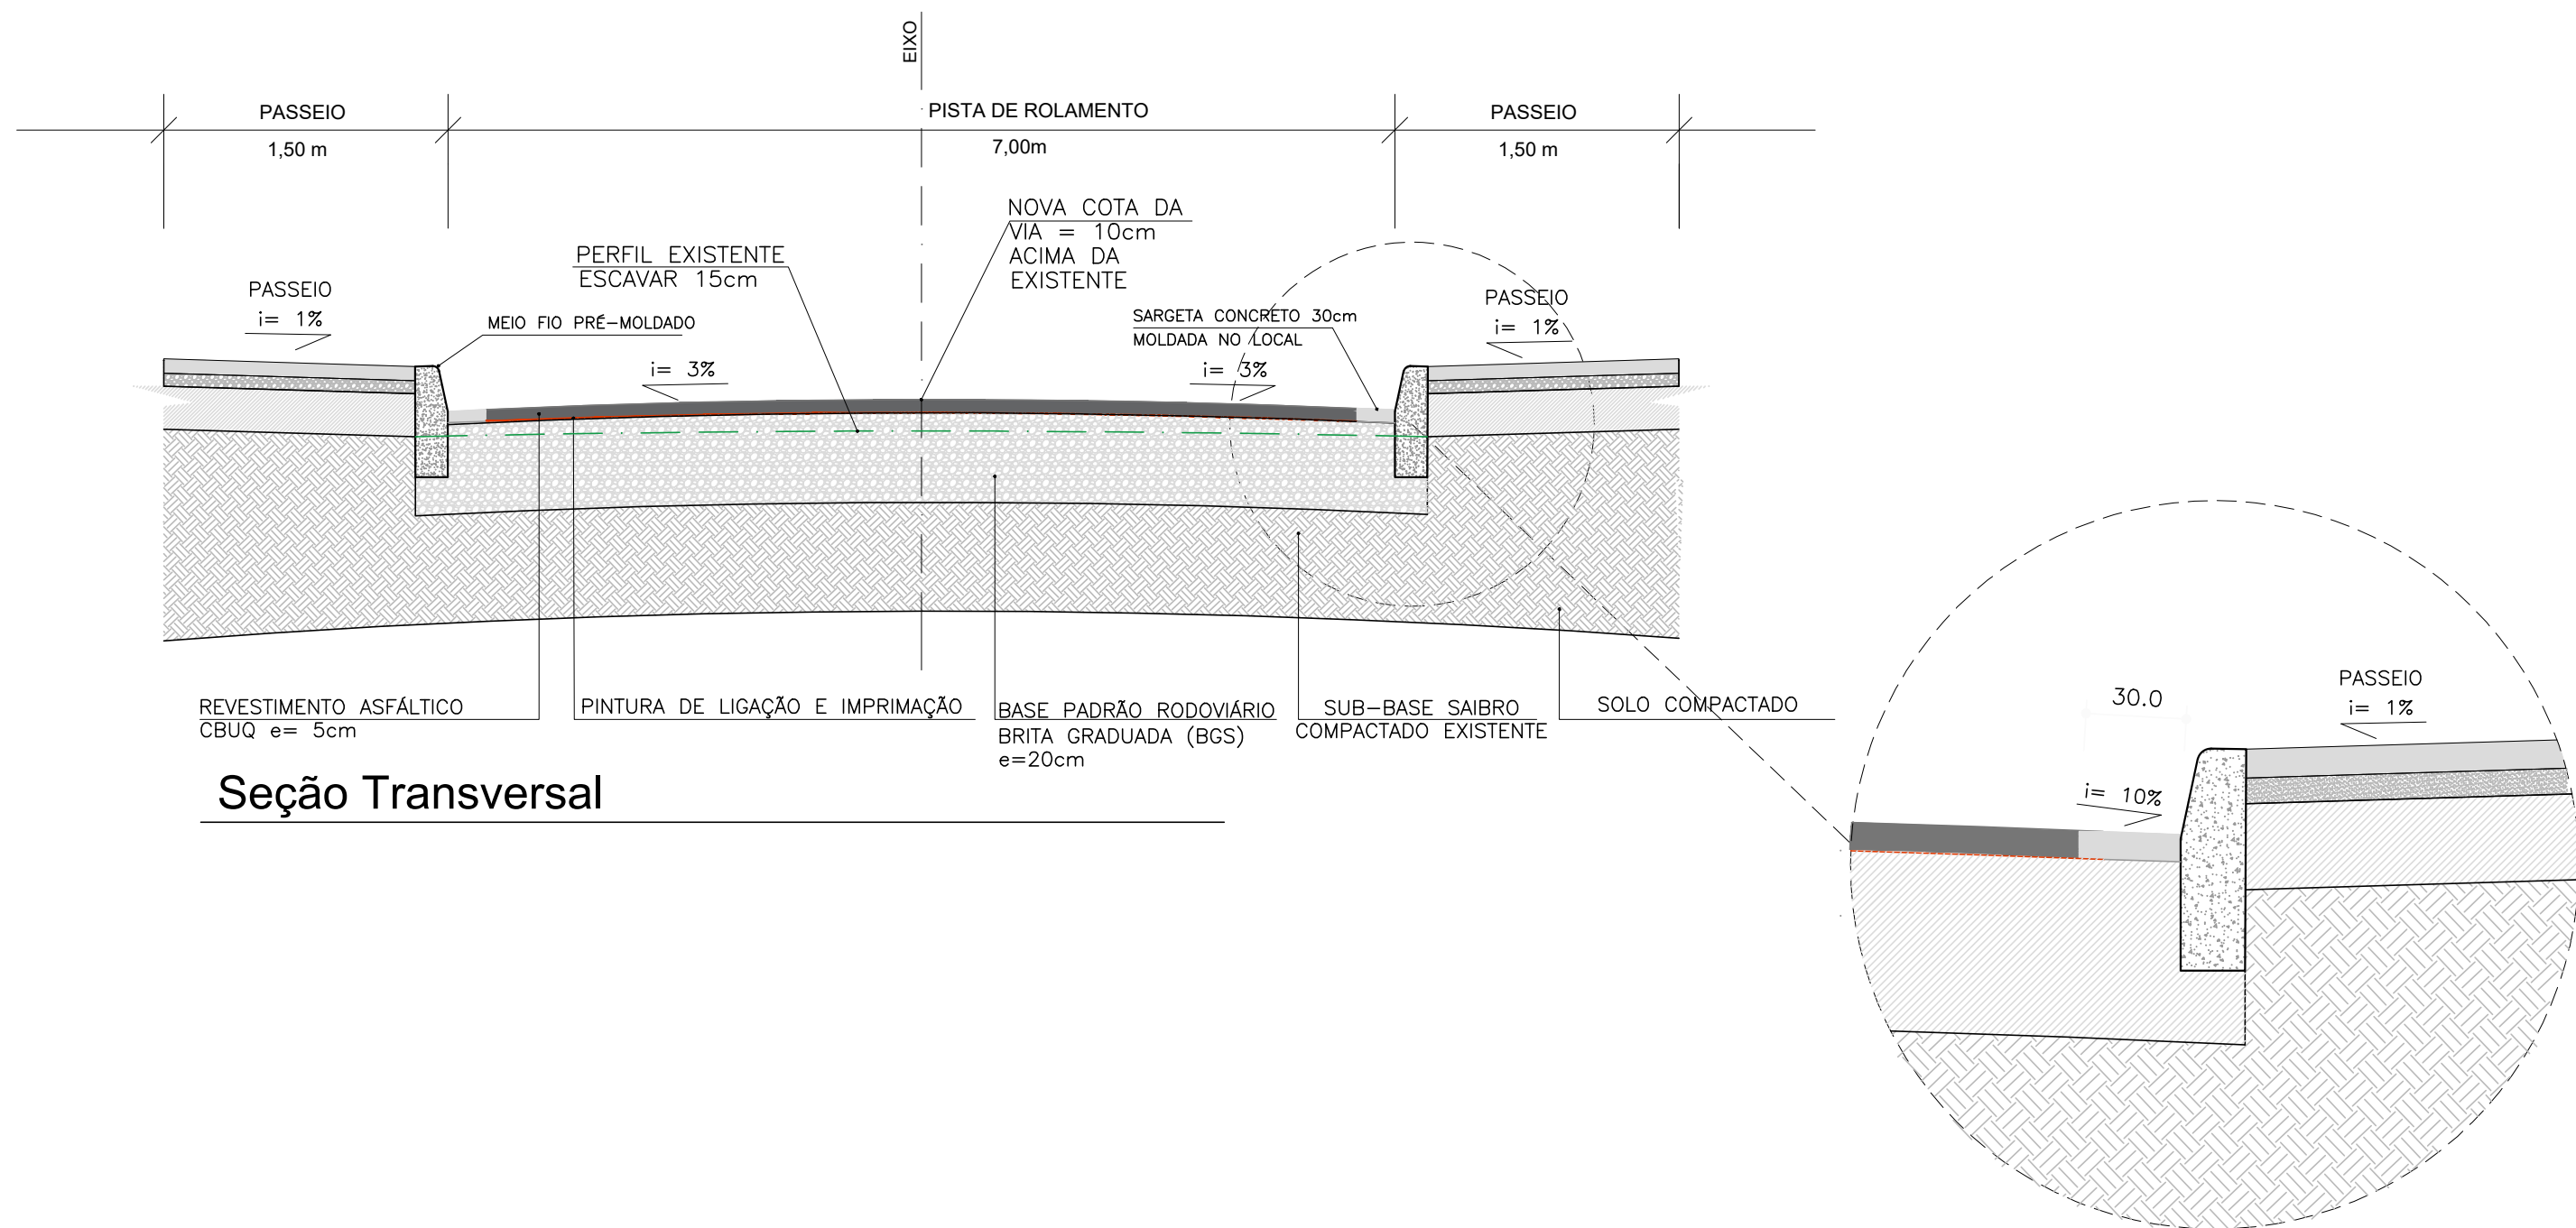 EIXO
PASSEIO
1,50 m
PISTA DE ROLAMENTO
7,00m
PASSEIO
1,50 m
NOVA COTA DA
VIA = 10cm
ACIMA DA
EXISTENTE
PERFIL EXISTENTE
ESCAVAR 15cm
PASSEIO
i= 1%
MEIO FIO PRÉ-MOLDADO
SARGETA CONCRETO 30cm
MOLDADA NO LOCAL
PASSEIO
i= 1%
i= 3%
i= 3%
REVESTIMENTO ASFÁLTICO
CBUQ e= 5cm
PINTURA DE LIGAÇÃO E IMPRIMAÇÃO
BASE PADRÃO RODOVIÁRIO
BRITA GRADUADA (BGS)
e=20cm
SUB-BASE SAIBRO
COMPACTADO EXISTENTE
SOLO COMPACTADO
Seção Transversal
30.0
PASSEIO
i= 1%
i= 10%